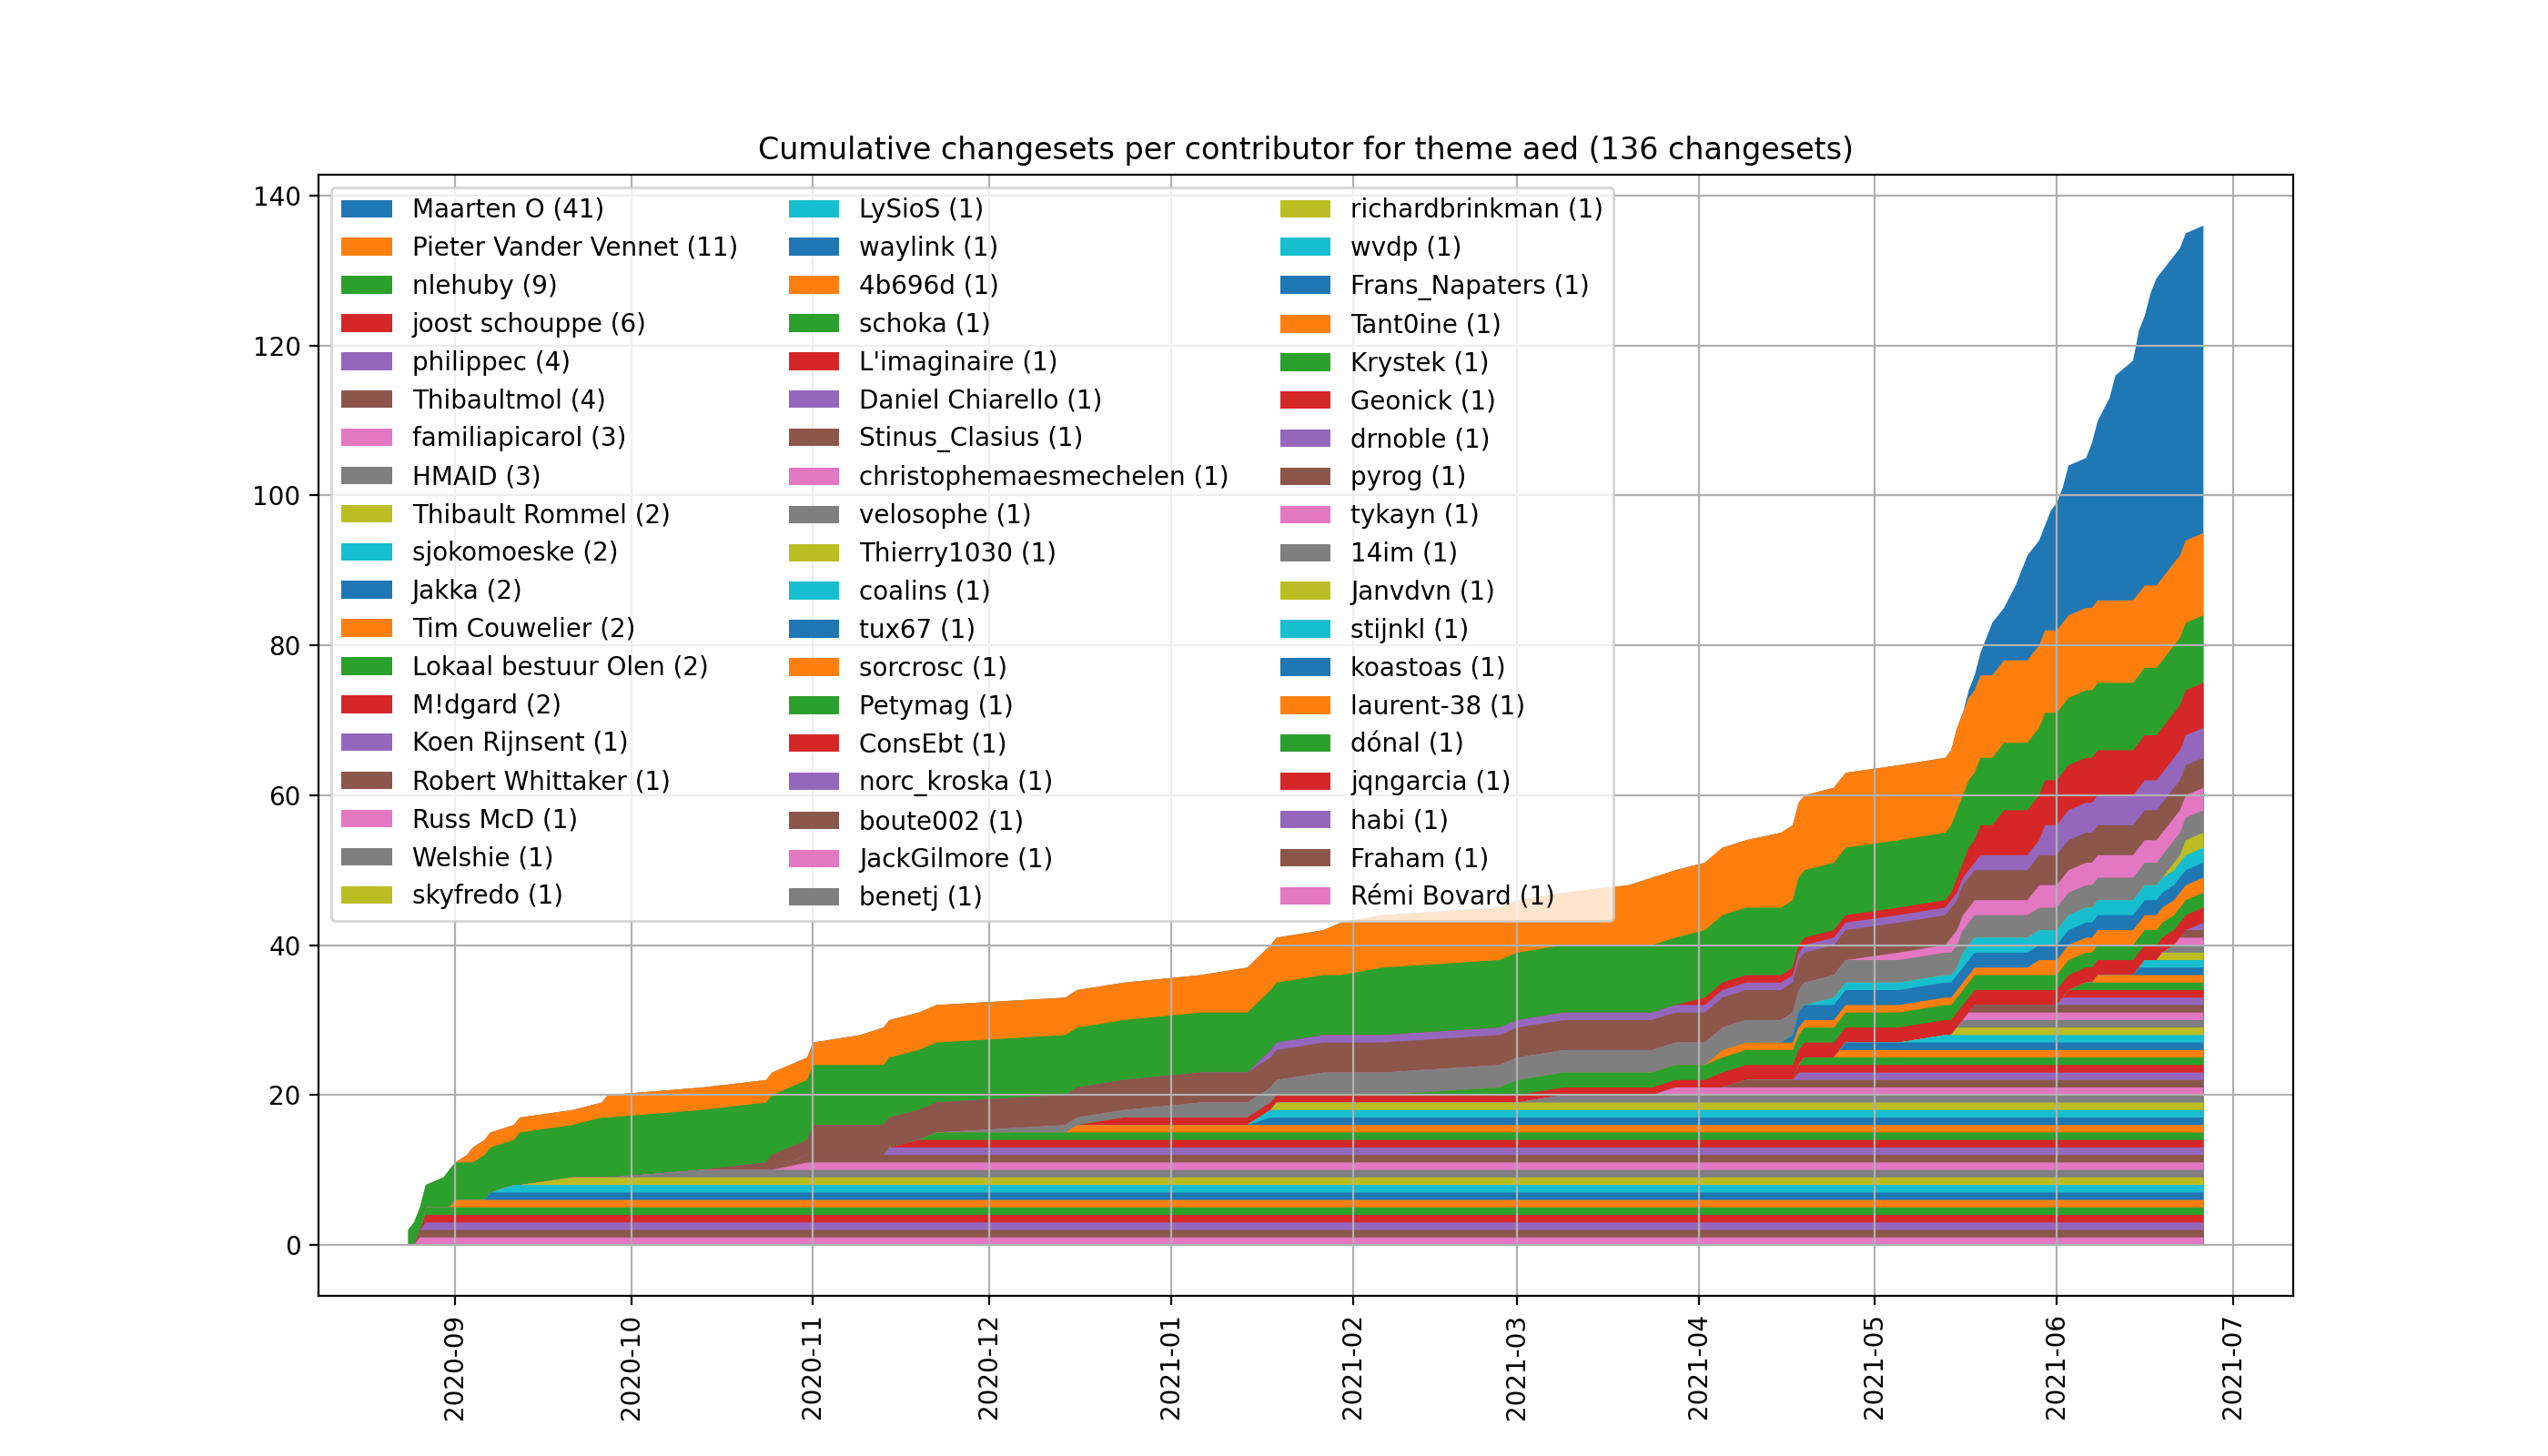 Cumulative changesets per contributor for theme aed (136 changesets)
140
120
100
80
60
40
20
0
Maarten O (41)
Pieter Vander Vennet (11)
nlehuby (9)
joost schouppe (6)
philippec (4)
Thibaultmol (4)
familiapicarol (3)
HMAID (3)
Thibault Rommel (2)
sjokomoeske (2)
Jakka (2)
Tim Couwelier (2)
Lokaal bestuur Olen (2)
M!dgard (2)
Koen Rijnsent (1)
Robert Whittaker (1)
Russ McD (1)
Welshie (1)
skyfredo (1)
LySioS (1)
waylink (1)
4b696d (1)
schoka (1)
L'imaginaire (1)
Daniel Chiarello (1)
Stinus_Clasius (1)
christophemaesmechelen (1)
velosophe (1)
Thierry1030 (1)
coalins (1)
tux67 (1)
sorcrosc (1)
Petymag (1)
ConsEbt (1)
norc_kroska (1)
boute002 (1)
JackGilmore (1)
benetj (1)
richardbrinkman (1)
wvdp (1)
Frans_Napaters (1)
Tant0ine (1)
Krystek (1)
Geonick (1)
drnoble (1)
pyrog (1)
tykayn (1)
14im (1)
Janvdvn (1)
stijnkl (1)
koastoas (1)
laurent-38 (1)
dónal (1)
jqngarcia (1)
habi (1)
Fraham (1)
Rémi Bovard (1)
2020-09
2020-10
2020-11
2020-12
2021-01
2021-02
2021-03
2021-04
2021-05
2021-06
2021-07